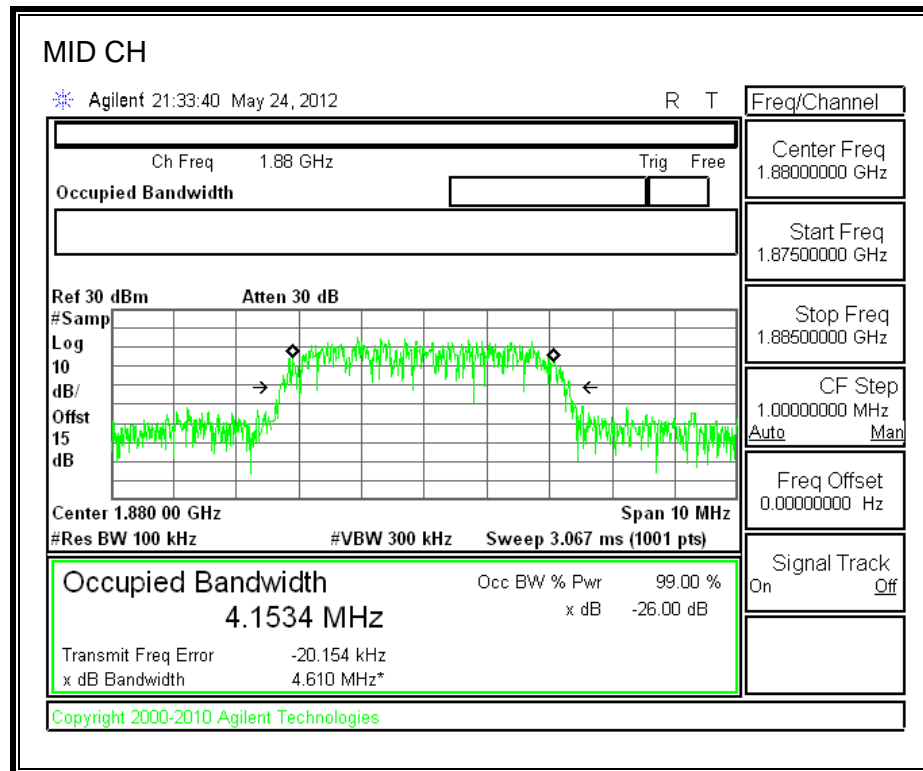 MID CH
Agilent 21:33:40 May 24, 2012 R T
Freq/Channel
Ch Freq 1.88 GHz Trig Free
Occupied Bandwidth
Center Freq
1.88000000 GHz
Start Freq
1.87500000 GHz
Stop Freq
1.88500000 GHz
CF Step
1.00000000 MHz
Auto Man
Freq Offset
0.00000000 Hz
Signal Track
On Off
Ref 30 dBm Atten 30 dB
#Samp
Log
10
dB/
Offst
15
dB
Center 1.880 00 GHz Span 10 MHz
#Res BW 100 kHz #VBW 300 kHz Sweep 3.067 ms (1001 pts)
Occupied Bandwidth Occ BW % Pwr 99.00 %
4.1534 MHz x dB -26.00 dB
Transmit Freq Error -20.154 kHz
x dB Bandwidth 4.610 MHz*
Copyright 2000-2010 Agilent Technologies